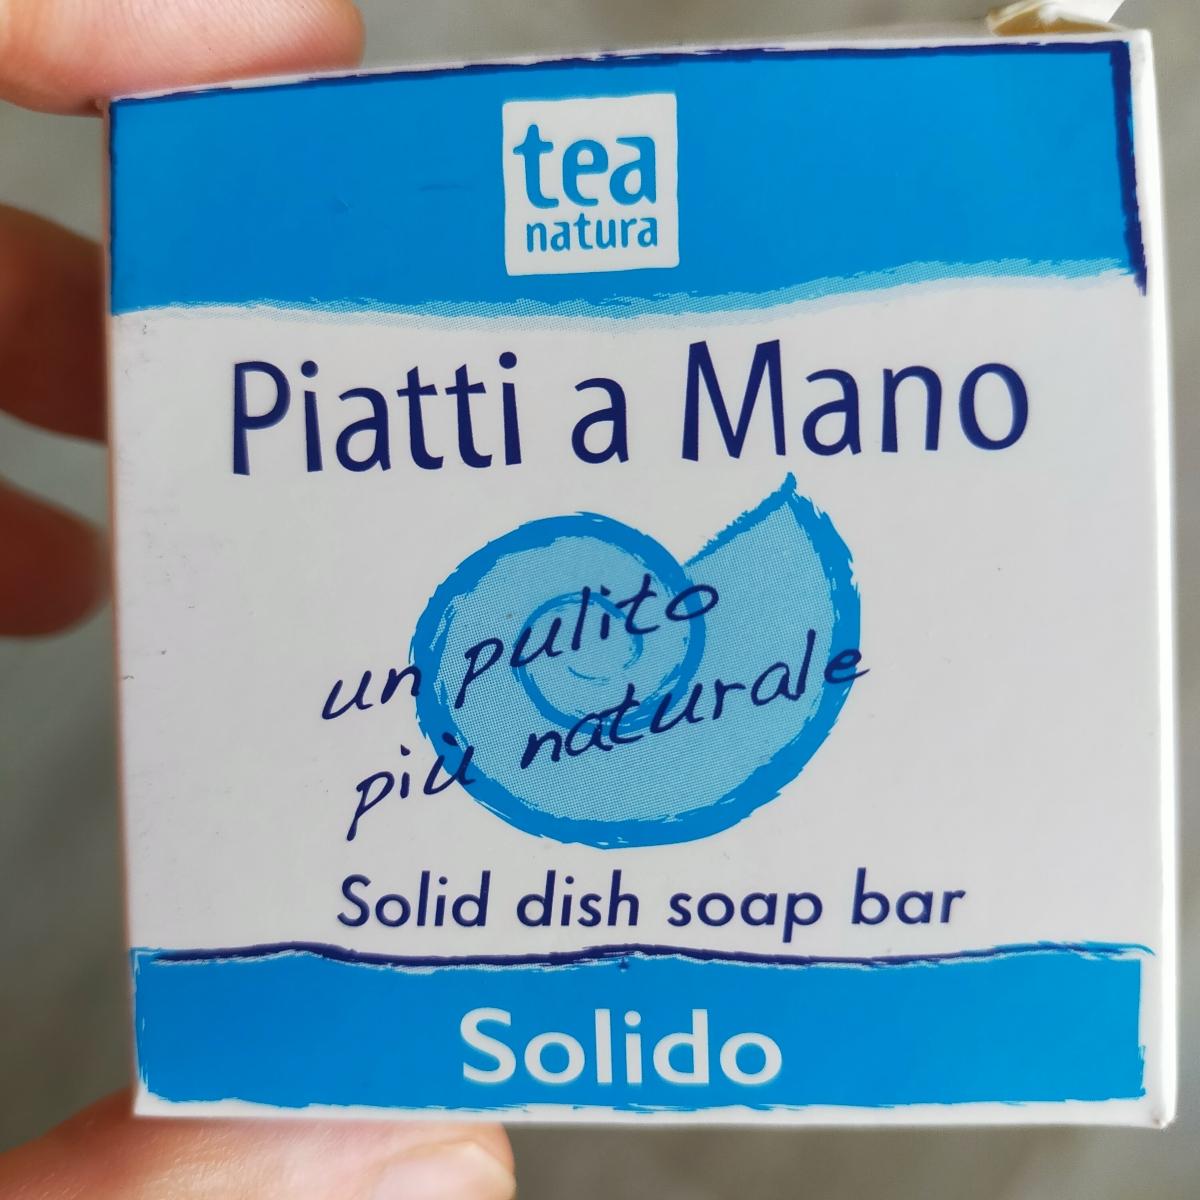 tea
natura
Piatti a Mano
un pulito
più naturale
Solid dish soap bar
Solido